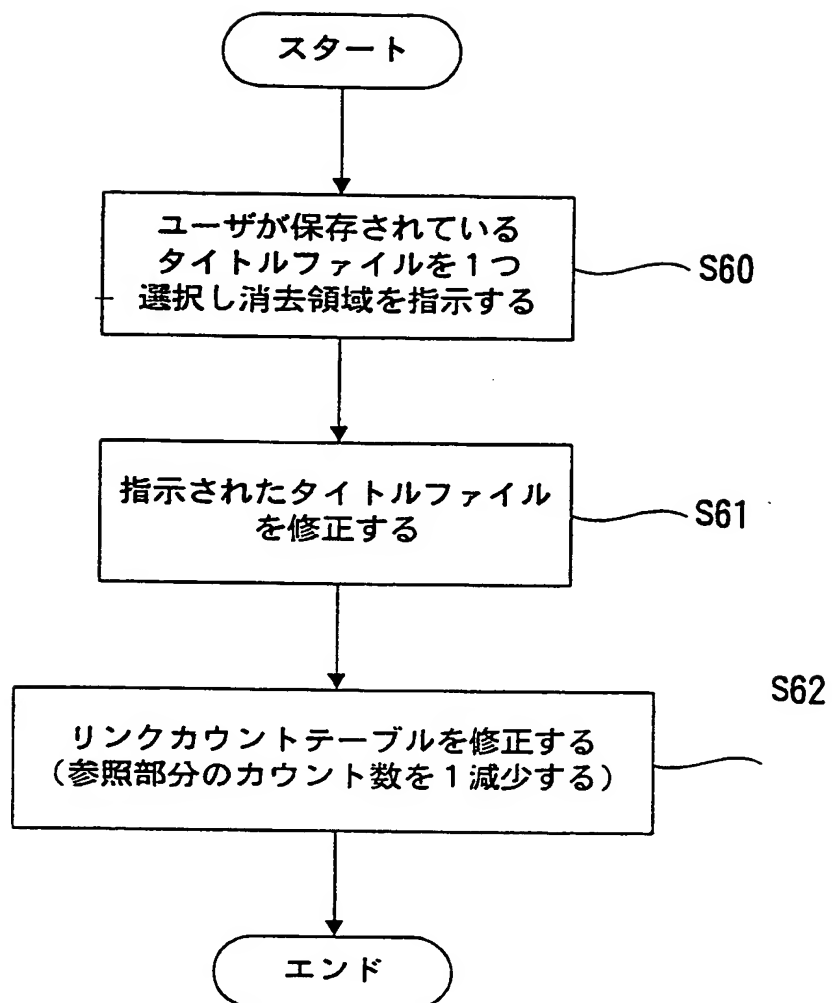 スタート
ユーザが保存されている
タイトルファイルを1つ
選択し消去領域を指示する
S60
指示されたタイトルファイル
を修正する
S61
S62
リンクカウントテーブルを修正する
(参照部分のカウント数を1減少する)
エンド